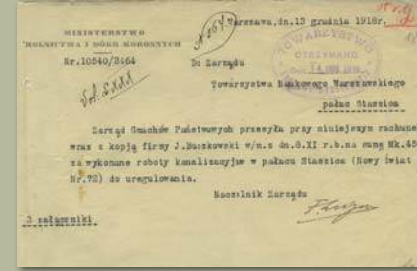 Warszawa, dn. 13 grudnia 1918r.
MINISTERSTWO
ROLNICTWA I DÓBR KORONNYCH
Nr. 10540/2464
Do Zarządu
TOWARZYSTWO
OTRZYMANO
Towarzystwa Naukowego Warszawskiego
pałac Staszica
Zarząd Gmachów Państwowych przesyła przy niniejszym rachunek
wraz z kopją firmy J. Buczkowski w/m. z dn. 8.XI r.b. na sumę Mk. 45
za wykonane roboty kanalizacyjne w pałacu Staszica (Nowy Świat
Nr. 72) do uregulowania.
Naczelnik Zarządu
3 załączniki.